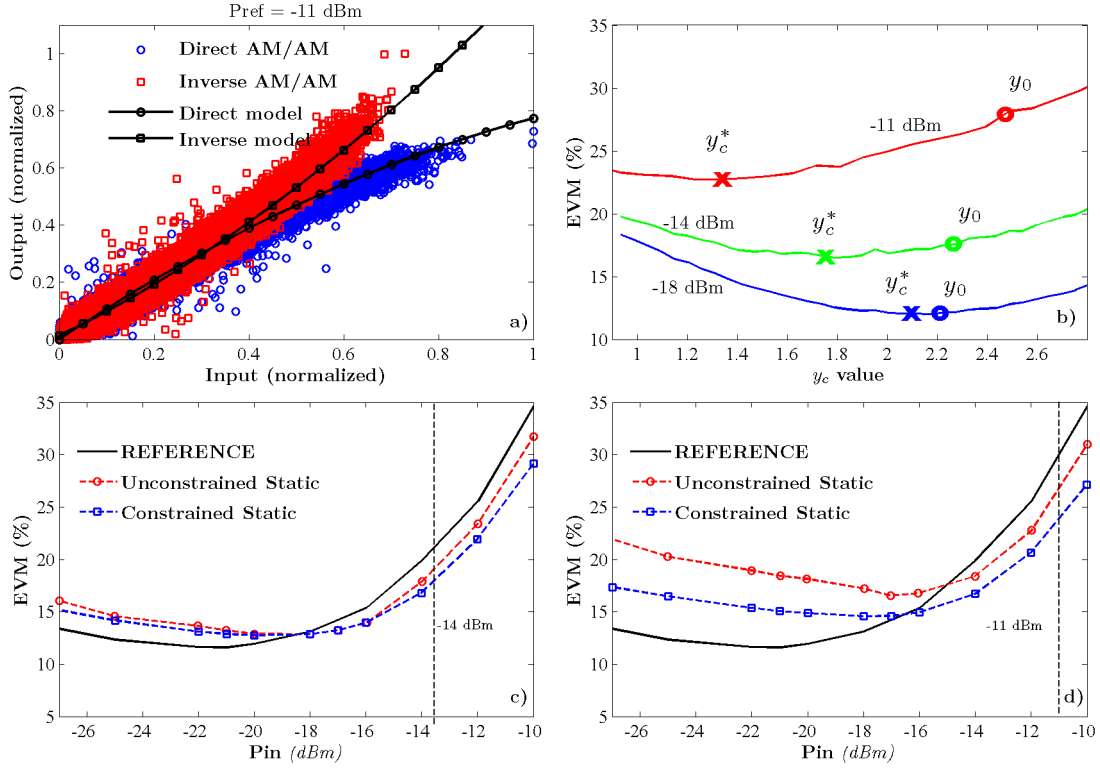 Pref = -11 dBm
1
0.8
0.6
0.4
0.2
0
Output (normalized)
Direct AM/AM
Inverse AM/AM
Direct model
Inverse model
a)
0 0.2 0.4 0.6 0.8 1
Input (normalized)
35
30
25
20
15
10
EVM (%)
y0
-11 dBm
yc*
y0
-14 dBm
yc*
-18 dBm
yc*
y0
b)
1 1.2 1.4 1.6 1.8 2 2.2 2.4 2.6
yc value
35
30
25
20
15
10
5
EVM (%)
REFERENCE
Unconstrained Static
Constrained Static
-14 dBm
c)
-26 -24 -22 -20 -18 -16 -14 -12 -10
Pin (dBm)
35
30
25
20
15
10
5
EVM (%)
REFERENCE
Unconstrained Static
Constrained Static
-11 dBm
d)
-26 -24 -22 -20 -18 -16 -14 -12 -10
Pin (dBm)